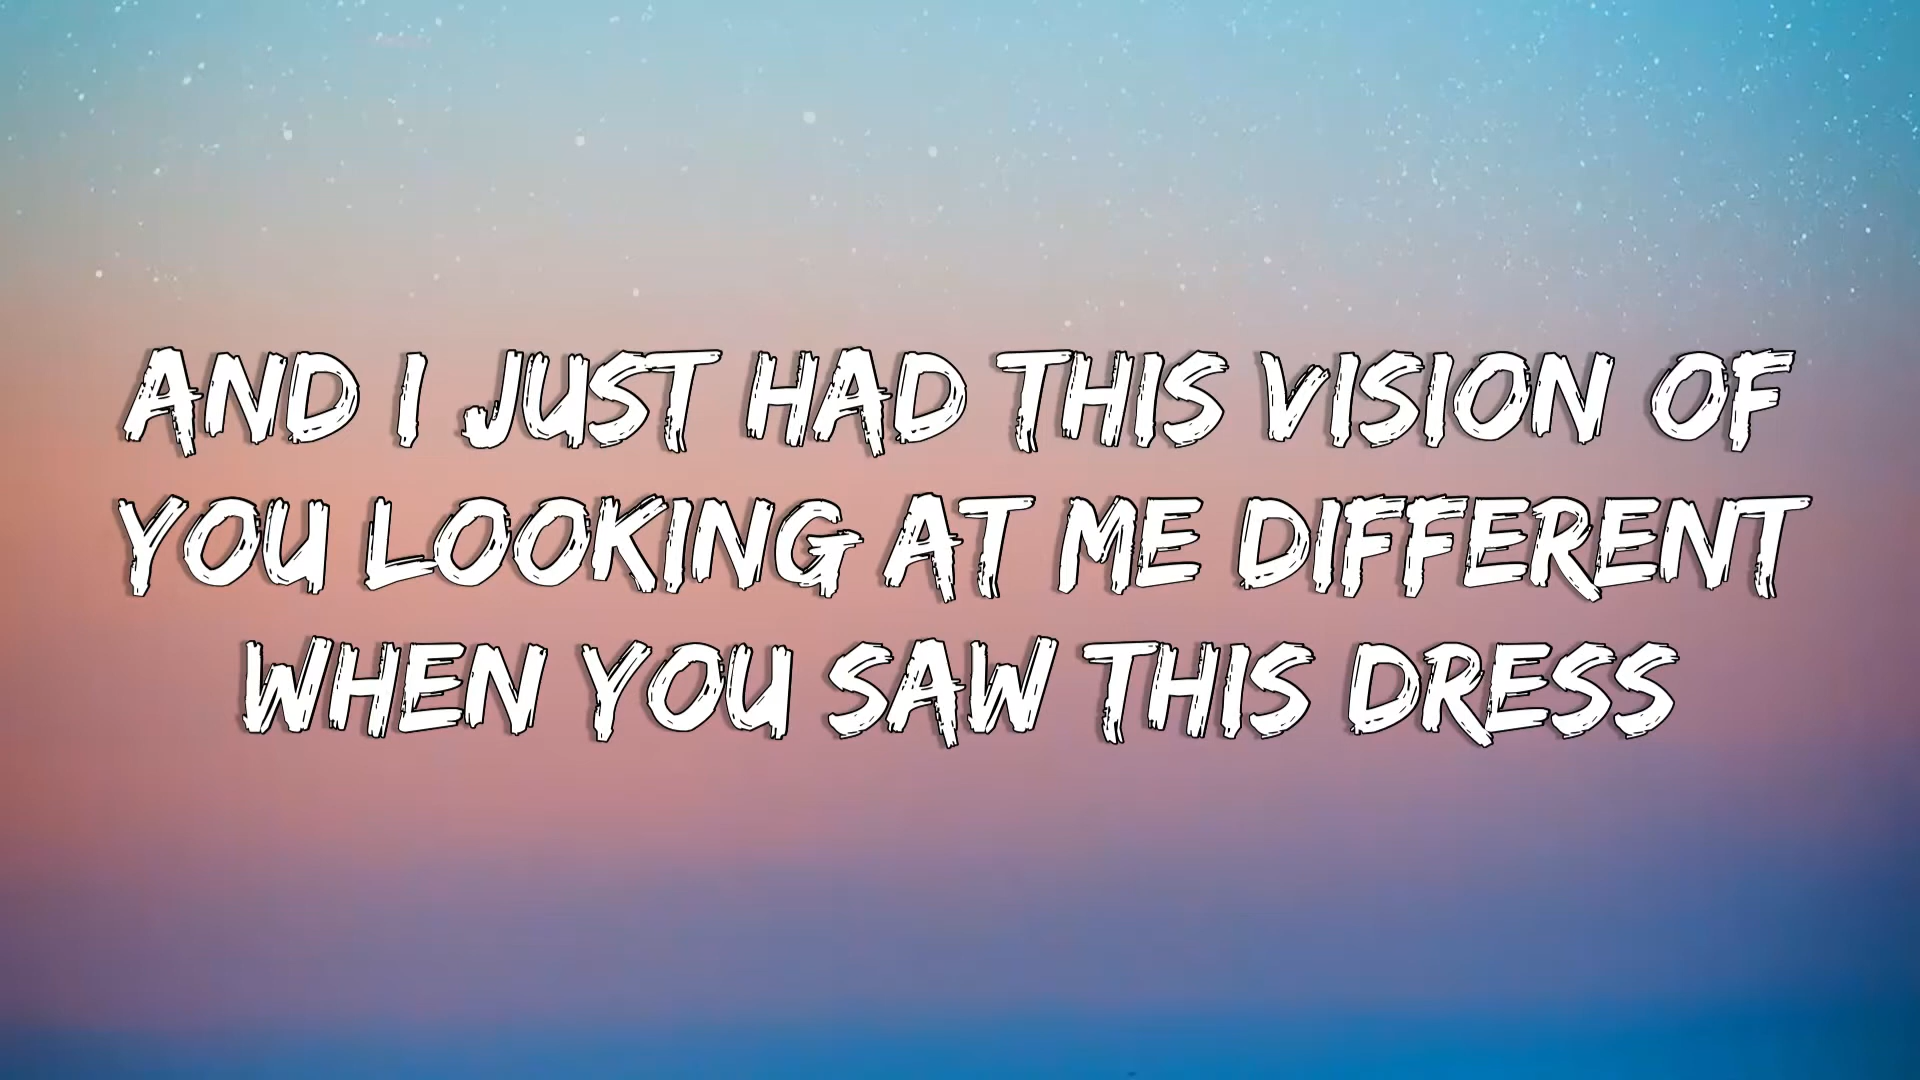 AND I JUST HAD THIS VISION OF
YOU LOOKING AT ME DIFFERENT
WHEN YOU SAW THIS DRESS